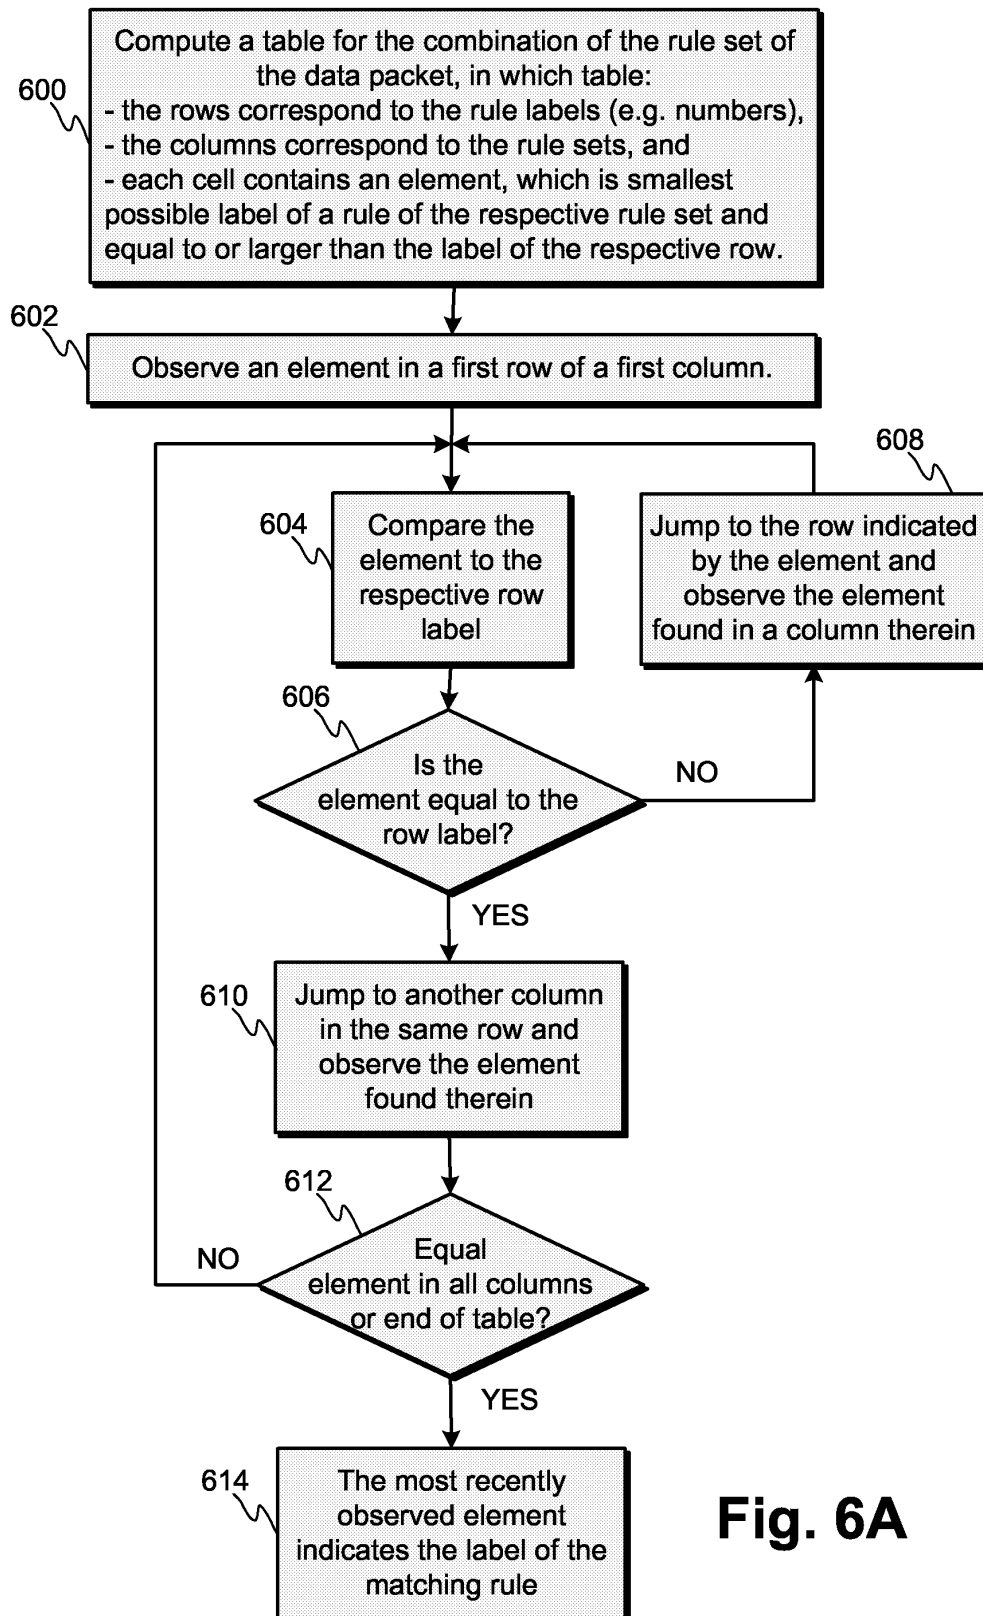 Compute a table for the combination of the rule set of
the data packet, in which table:
600
- the rows correspond to the rule labels (e.g. numbers),
- the columns correspond to the rule sets, and
- each cell contains an element, which is smallest
possible label of a rule of the respective rule set and
equal to or larger than the label of the respective row.
602
Observe an element in a first row of a first column.
608
604
Compare the
element to the
respective row
label
Jump to the row indicated
by the element and
observe the element
found in a column therein
606
Is the
element equal to the
row label?
NO
YES
610
Jump to another column
in the same row and
observe the element
found therein
612
NO
Equal
element in all columns
or end of table?
YES
614
The most recently
observed element
indicates the label of the
matching rule
Fig. 6A